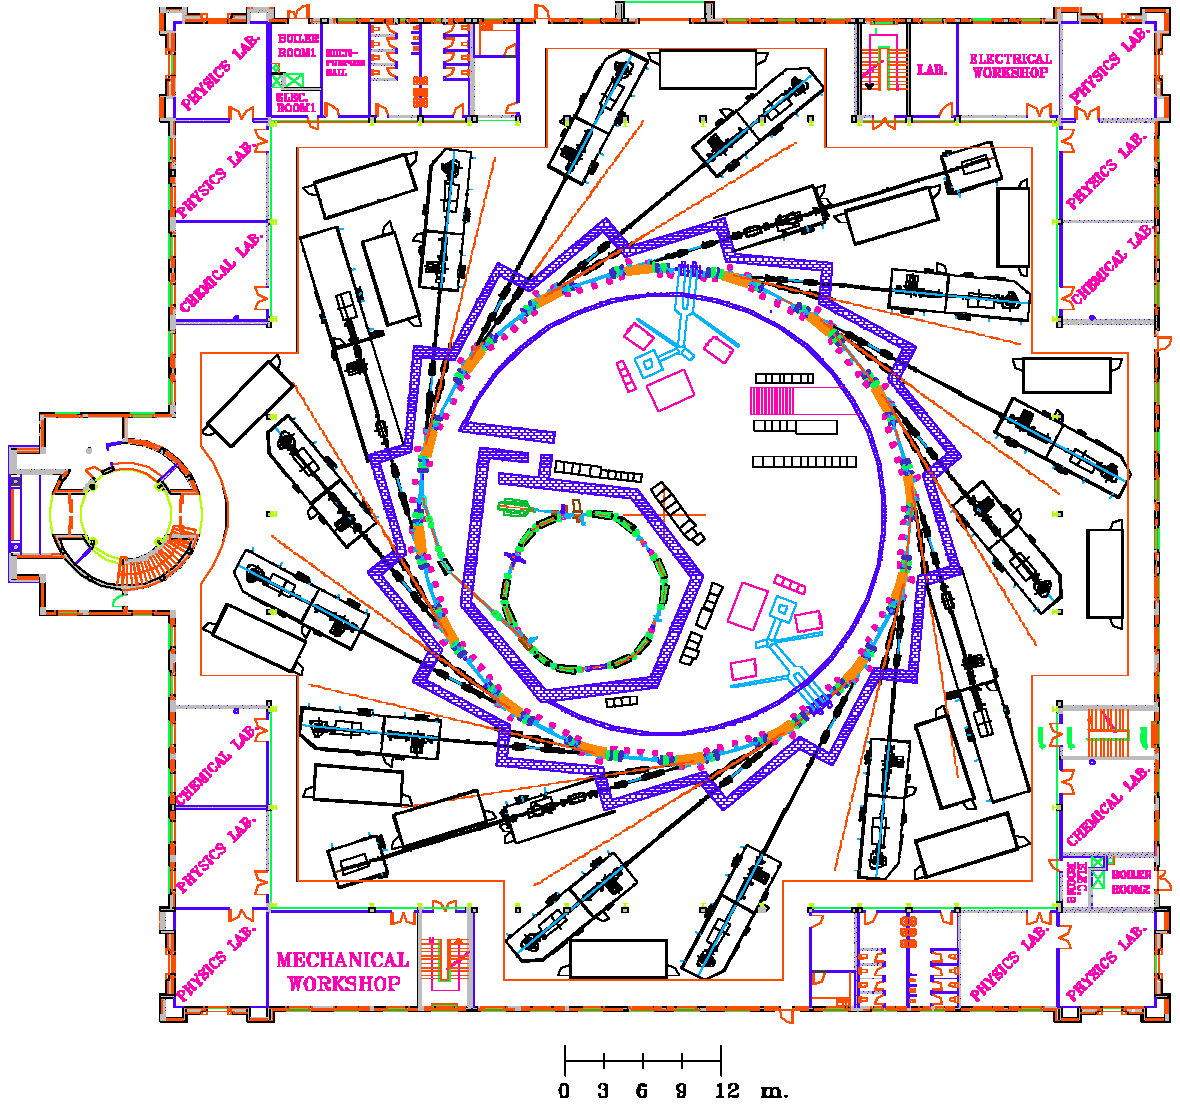 PHYSICS LAB.
BOILER
ROOM1
ELEC.
ROOM1
MULTI-
PURPOSE
HALL
LAB.
ELECTRICAL
WORKSHOP
PHYSICS LAB.
PHYSICS LAB.
PHYSICS LAB.
CHEMICAL LAB.
CHEMICAL LAB.
CHEMICAL LAB.
CHEMICAL LAB.
PHYSICS LAB.
ELEC.
ROOM2
BOILER
ROOM2
PHYSICS LAB.
MECHANICAL
WORKSHOP
PHYSICS LAB.
PHYSICS LAB.
0 3 6 9 12 m.